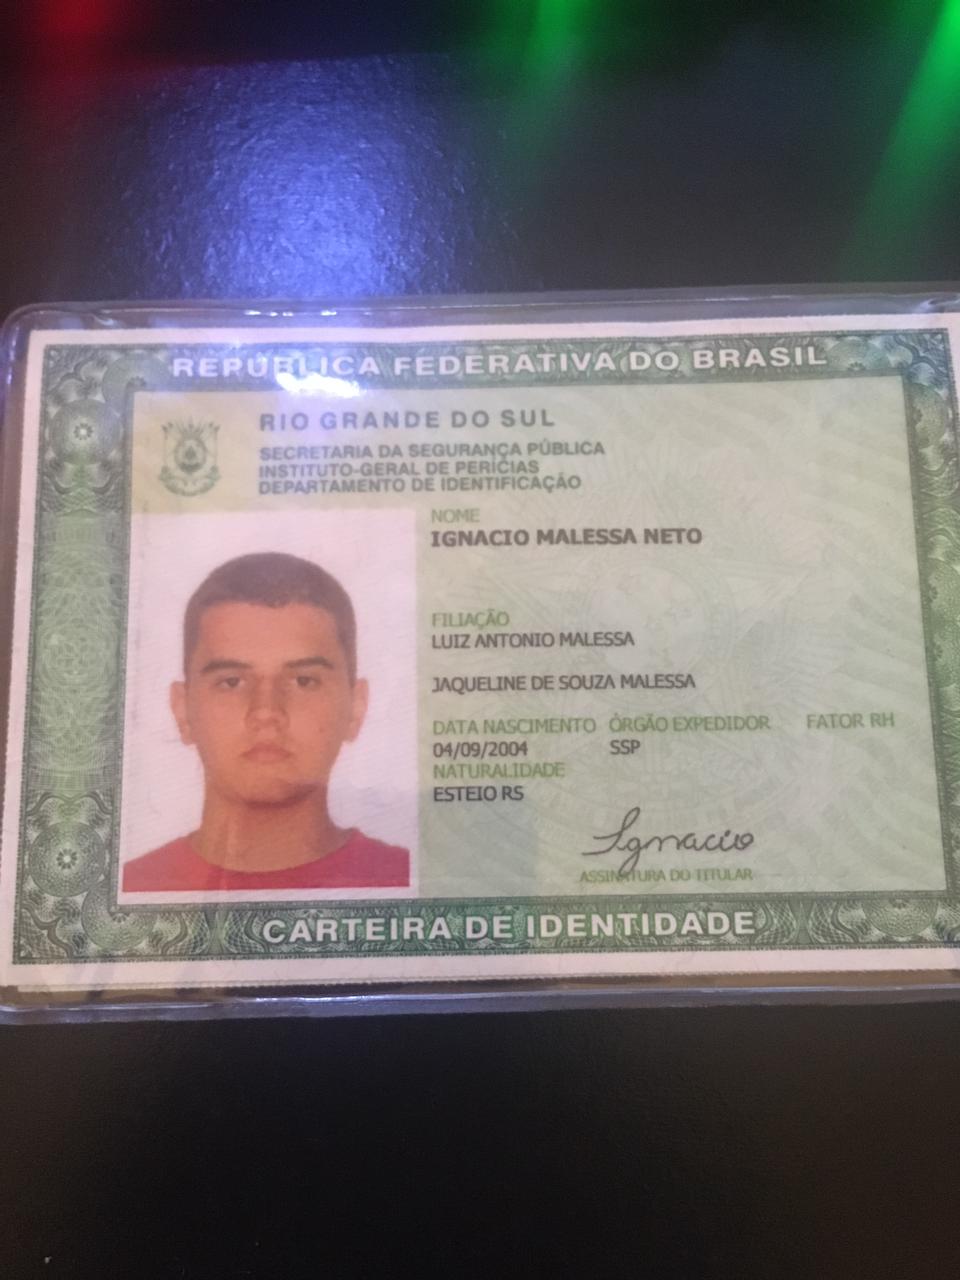 REPÚBLICA FEDERATIVA DO BRASIL
RIO GRANDE DO SUL
SECRETARIA DA SEGURANÇA PÚBLICA
INSTITUTO-GERAL DE PERÍCIAS
DEPARTAMENTO DE IDENTIFICAÇÃO
NOME
IGNACIO MALESSA NETO
FILIAÇÃO
LUIZ ANTONIO MALESSA
JAQUELINE DE SOUZA MALESSA
DATA NASCIMENTO ÓRGÃO EXPEDIDOR FATOR RH
04/09/2004 SSP
NATURALIDADE
ESTEIO RS
Ignacio
ASSINATURA DO TITULAR
CARTEIRA DE IDENTIDADE